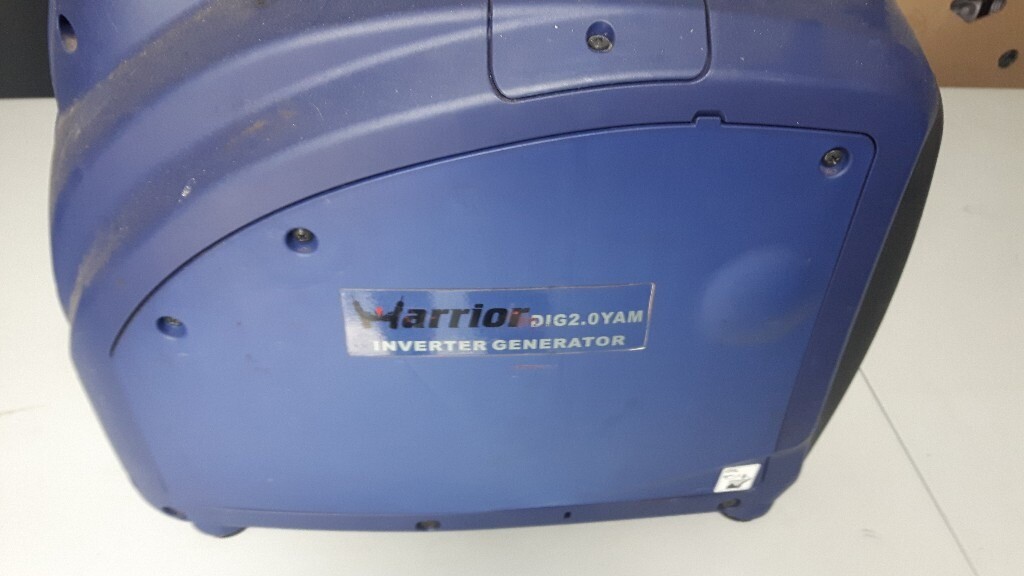 Warrior DIG2.0YAM
INVERTER GENERATOR